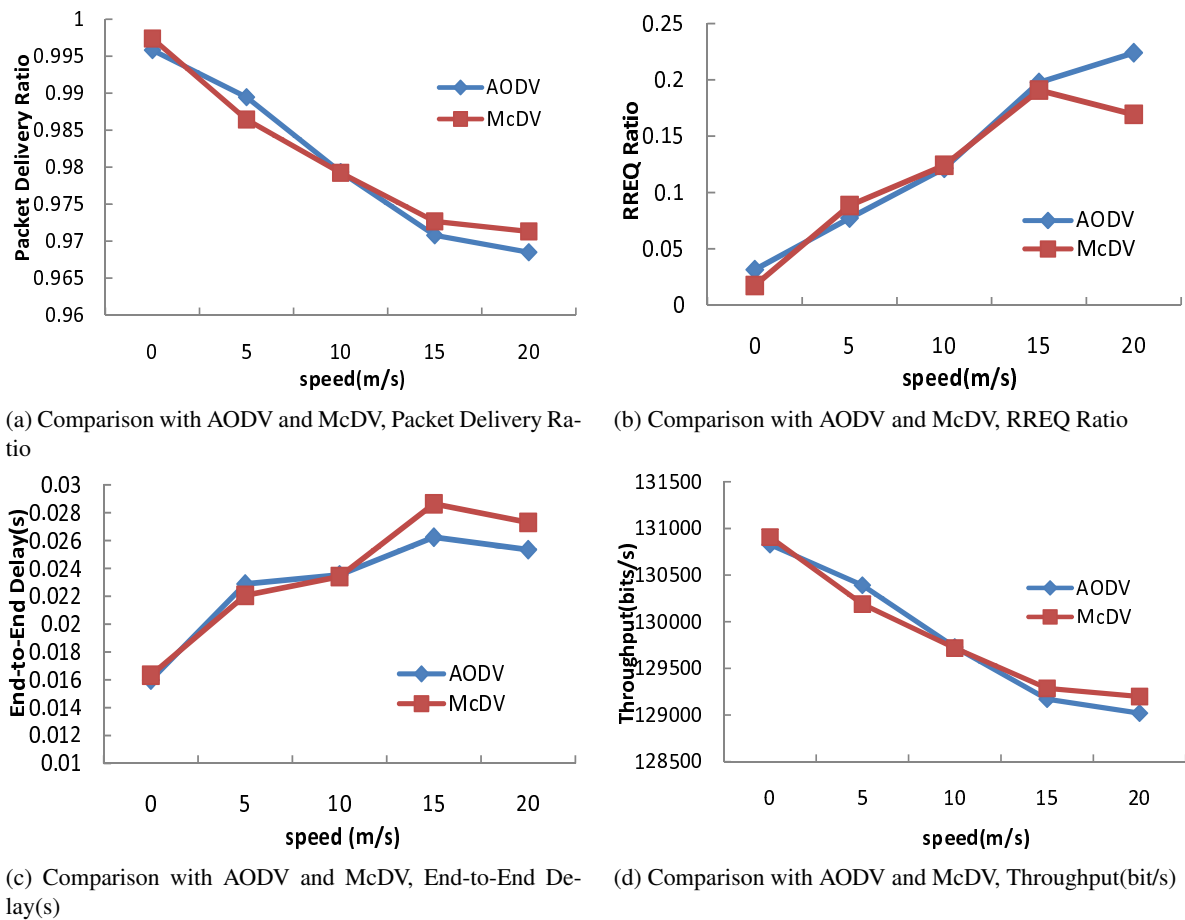 1
0.995
0.99
0.985
0.98
0.975
0.97
0.965
0.96
Packet Delivery Ratio
AODV
McDV
0 5 10 15 20
speed(m/s)
(a) Comparison with AODV and McDV, Packet Delivery Ra-
tio
0.25
0.2
0.15
0.1
0.05
0
RREQ Ratio
AODV
McDV
0 5 10 15 20
speed(m/s)
(b) Comparison with AODV and McDV, RREQ Ratio
0.03
0.028
0.026
0.024
0.022
0.02
0.018
0.016
0.014
0.012
0.01
End-to-End Delay(s)
AODV
McDV
0 5 10 15 20
speed (m/s)
(c) Comparison with AODV and McDV, End-to-End De-
lay(s)
131500
131000
130500
130000
129500
129000
128500
Throughput(bits/s)
AODV
McDV
0 5 10 15 20
speed(m/s)
(d) Comparison with AODV and McDV, Throughput(bit/s)